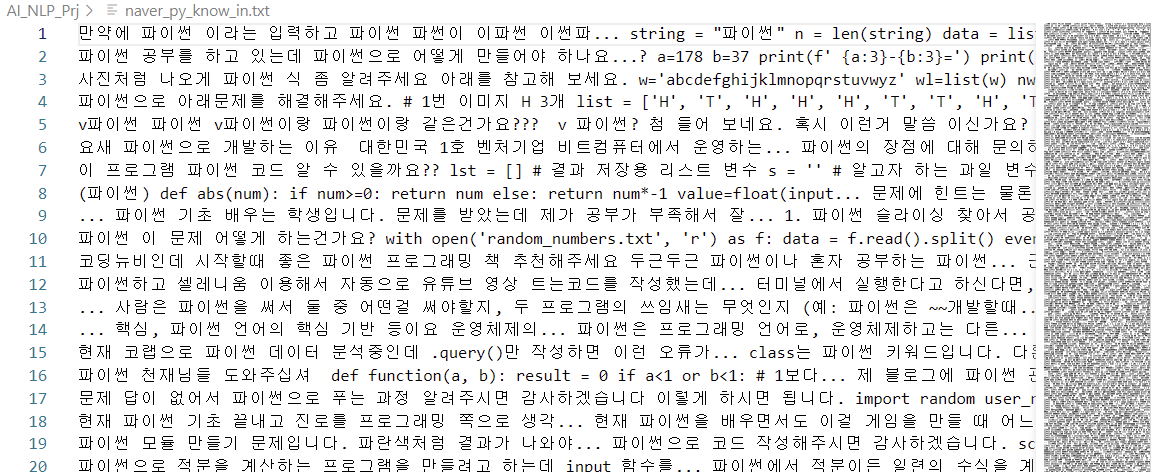 AI_NLP_Prj > naver_py_know_in.txt
1 만약에 파이썬 이라는 입력하고 파이썬 파썬이 이파썬 이썬파... string = "파이썬" n = len(string) data = lis
2 파이썬 공부를 하고 있는데 파이썬으로 어떻게 만들어야 하나요...? a=178 b=37 print(f' {a:3}-{b:3}=') print(
3 사진처럼 나오게 파이썬 식 좀 알려주세요 아래를 참고해 보세요. w='abcdefghijklmnopqrstuvwyz' wl=list(w) nw
4 파이썬으로 아래문제를 해결해주세요. # 1번 이미지 H 3개 list = ['H', 'T', 'H', 'H', 'H', 'T', 'T', 'H', 'T
5 v파이썬 파이썬 v파이썬이랑 파이썬이랑 같은건가요??? v 파이썬? 첨 들어 보네요. 혹시 이런거 말씀 이신가요?
6 요새 파이썬으로 개발하는 이유 대한민국 1호 벤처기업 비트컴퓨터에서 운영하는... 파이썬의 장점에 대해 문의하
7 이 프로그램 파이썬 코드 알 수 있을까요?? lst = [] # 결과 저장용 리스트 변수 s = '' # 알고자 하는 과일 변수
8 (파이썬) def abs(num): if num>=0: return num else: return num*-1 value=float(input... 문제에 힌트는 물론
9 ... 파이썬 기초 배우는 학생입니다. 문제를 받았는데 제가 공부가 부족해서 잘... 1. 파이썬 슬라이싱 찾아서 공
10 파이썬 이 문제 어떻게 하는건가요? with open('random_numbers.txt', 'r') as f: data = f.read().split() ever
11 코딩뉴비인데 시작할때 좋은 파이썬 프로그래밍 책 추천해주세요 두근두근 파이썬이나 혼자 공부하는 파이썬...
12 파이썬하고 셀레니움 이용해서 자동으로 유튜브 영상 트는코드를 작성했는데... 터미널에서 실행한다고 하신다면,
13 ... 사람은 파이썬을 써서 둘 중 어떤걸 써야할지, 두 프로그램의 쓰임새는 무엇인지 (예: 파이썬은 ~~개발할때...
14 ... 핵심, 파이썬 언어의 핵심 기반 등이요 운영체제의... 파이썬은 프로그래밍 언어로, 운영체제하고는 다른...
15 현재 코랩으로 파이썬 데이터 분석중인데 .query()만 작성하면 이런 오류가... class는 파이썬 키워드입니다. 다른
16 파이썬 천재님들 도와주십셔 def function(a, b): result = 0 if a<1 or b<1: # 1보다... 제 블로그에 파이썬
17 문제 답이 없어서 파이썬으로 푸는 과정 알려주시면 감사하겠습니다 이렇게 하시면 됩니다. import random user_n
18 현재 파이썬 기초 끝내고 진로를 프로그래밍 쪽으로 생각... 현재 파이썬을 배우면서도 이걸 게임을 만들 때 어느
19 파이썬 모듈 만들기 문제입니다. 파란색처럼 결과가 나와야... 파이썬으로 코드 작성해주시면 감사하겠습니다. sc
20 파이썬으로 적분을 계산하는 프로그램을 만들려고 하는데 input 함수를... 파이썬에서 적분이든 일련의 수식을 계